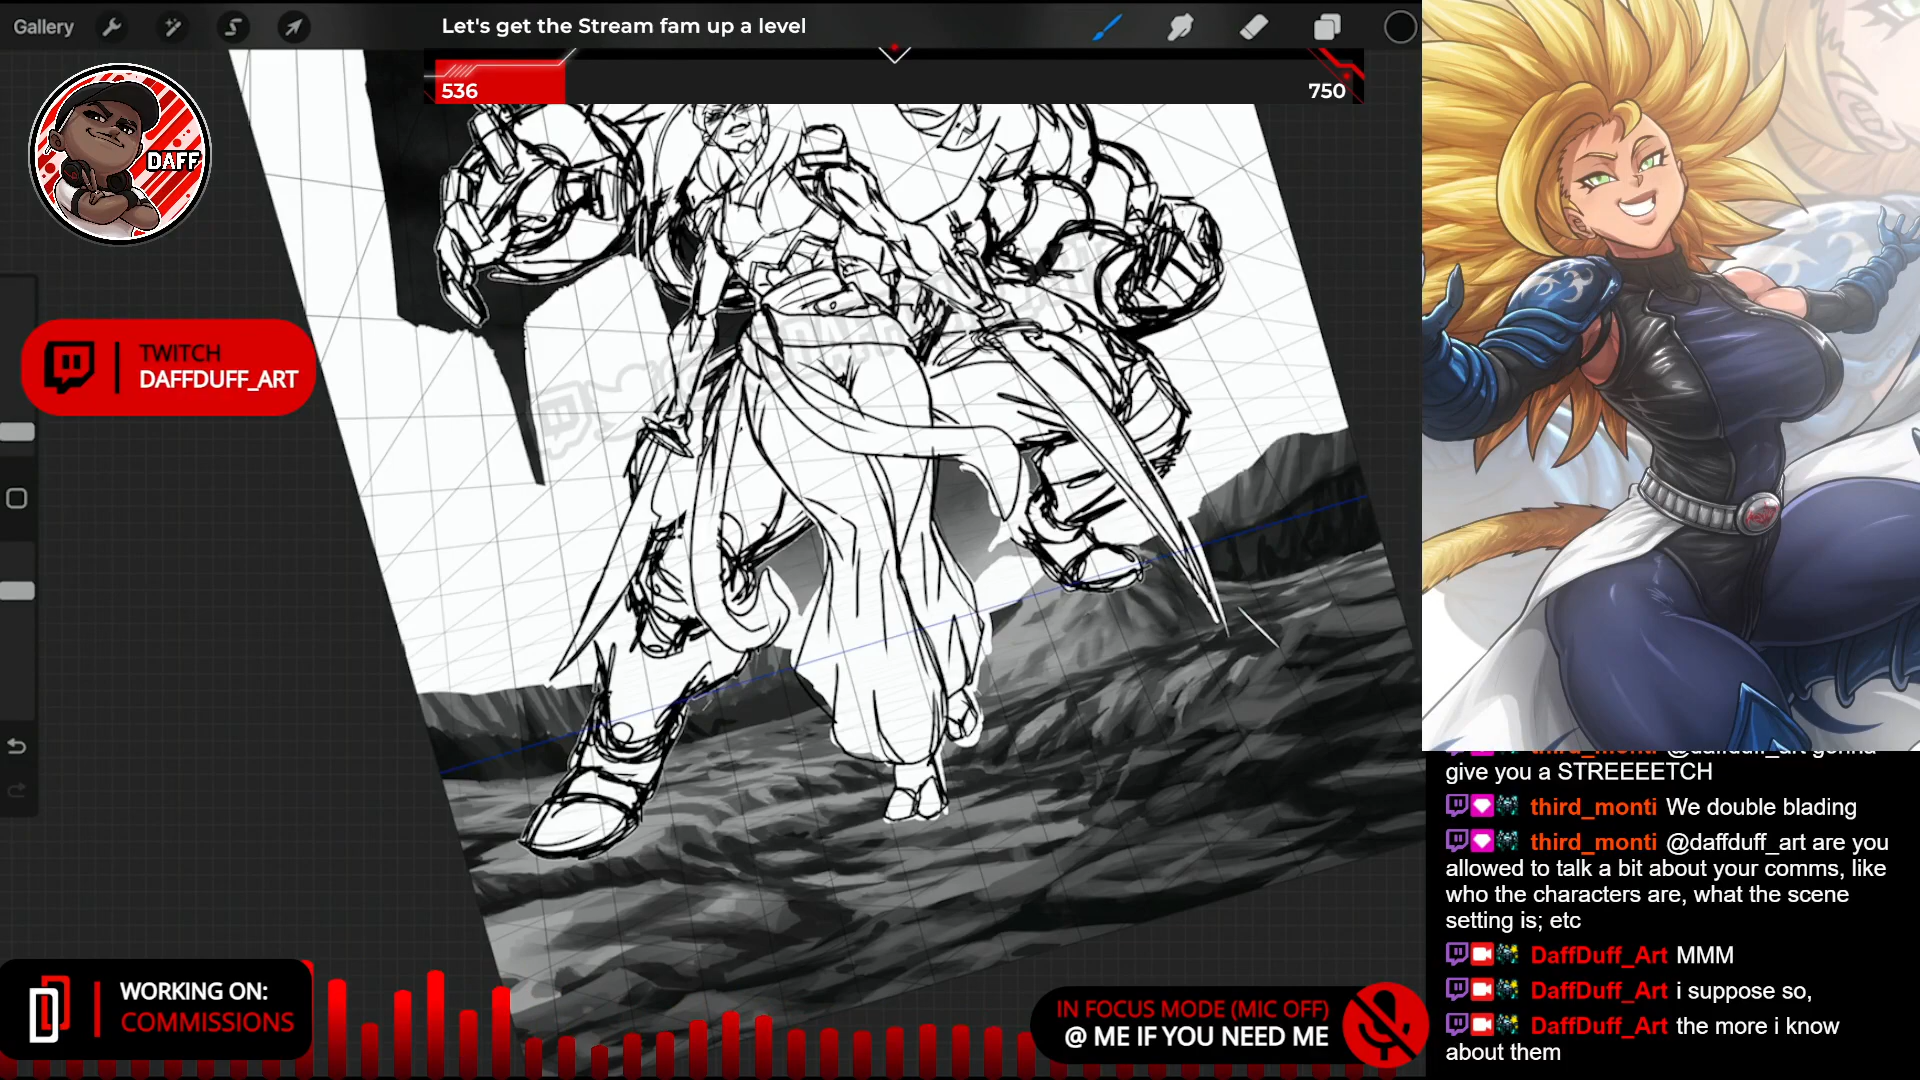 Gallery
Let's get the Stream fam up a level
536
750
DAFF
TWITCH
DAFFDUFF_ART
third_monti @daffduff_art gonna
give you a STREEEETCH
third_monti We double blading
third_monti @daffduff_art are you
allowed to talk a bit about your comms, like
who the characters are, what the scene
setting is; etc
DaffDuff_Art MMM
DaffDuff_Art i suppose so,
DaffDuff_Art the more i know
about them
WORKING ON:
COMMISSIONS
IN FOCUS MODE (MIC OFF)
@ ME IF YOU NEED ME